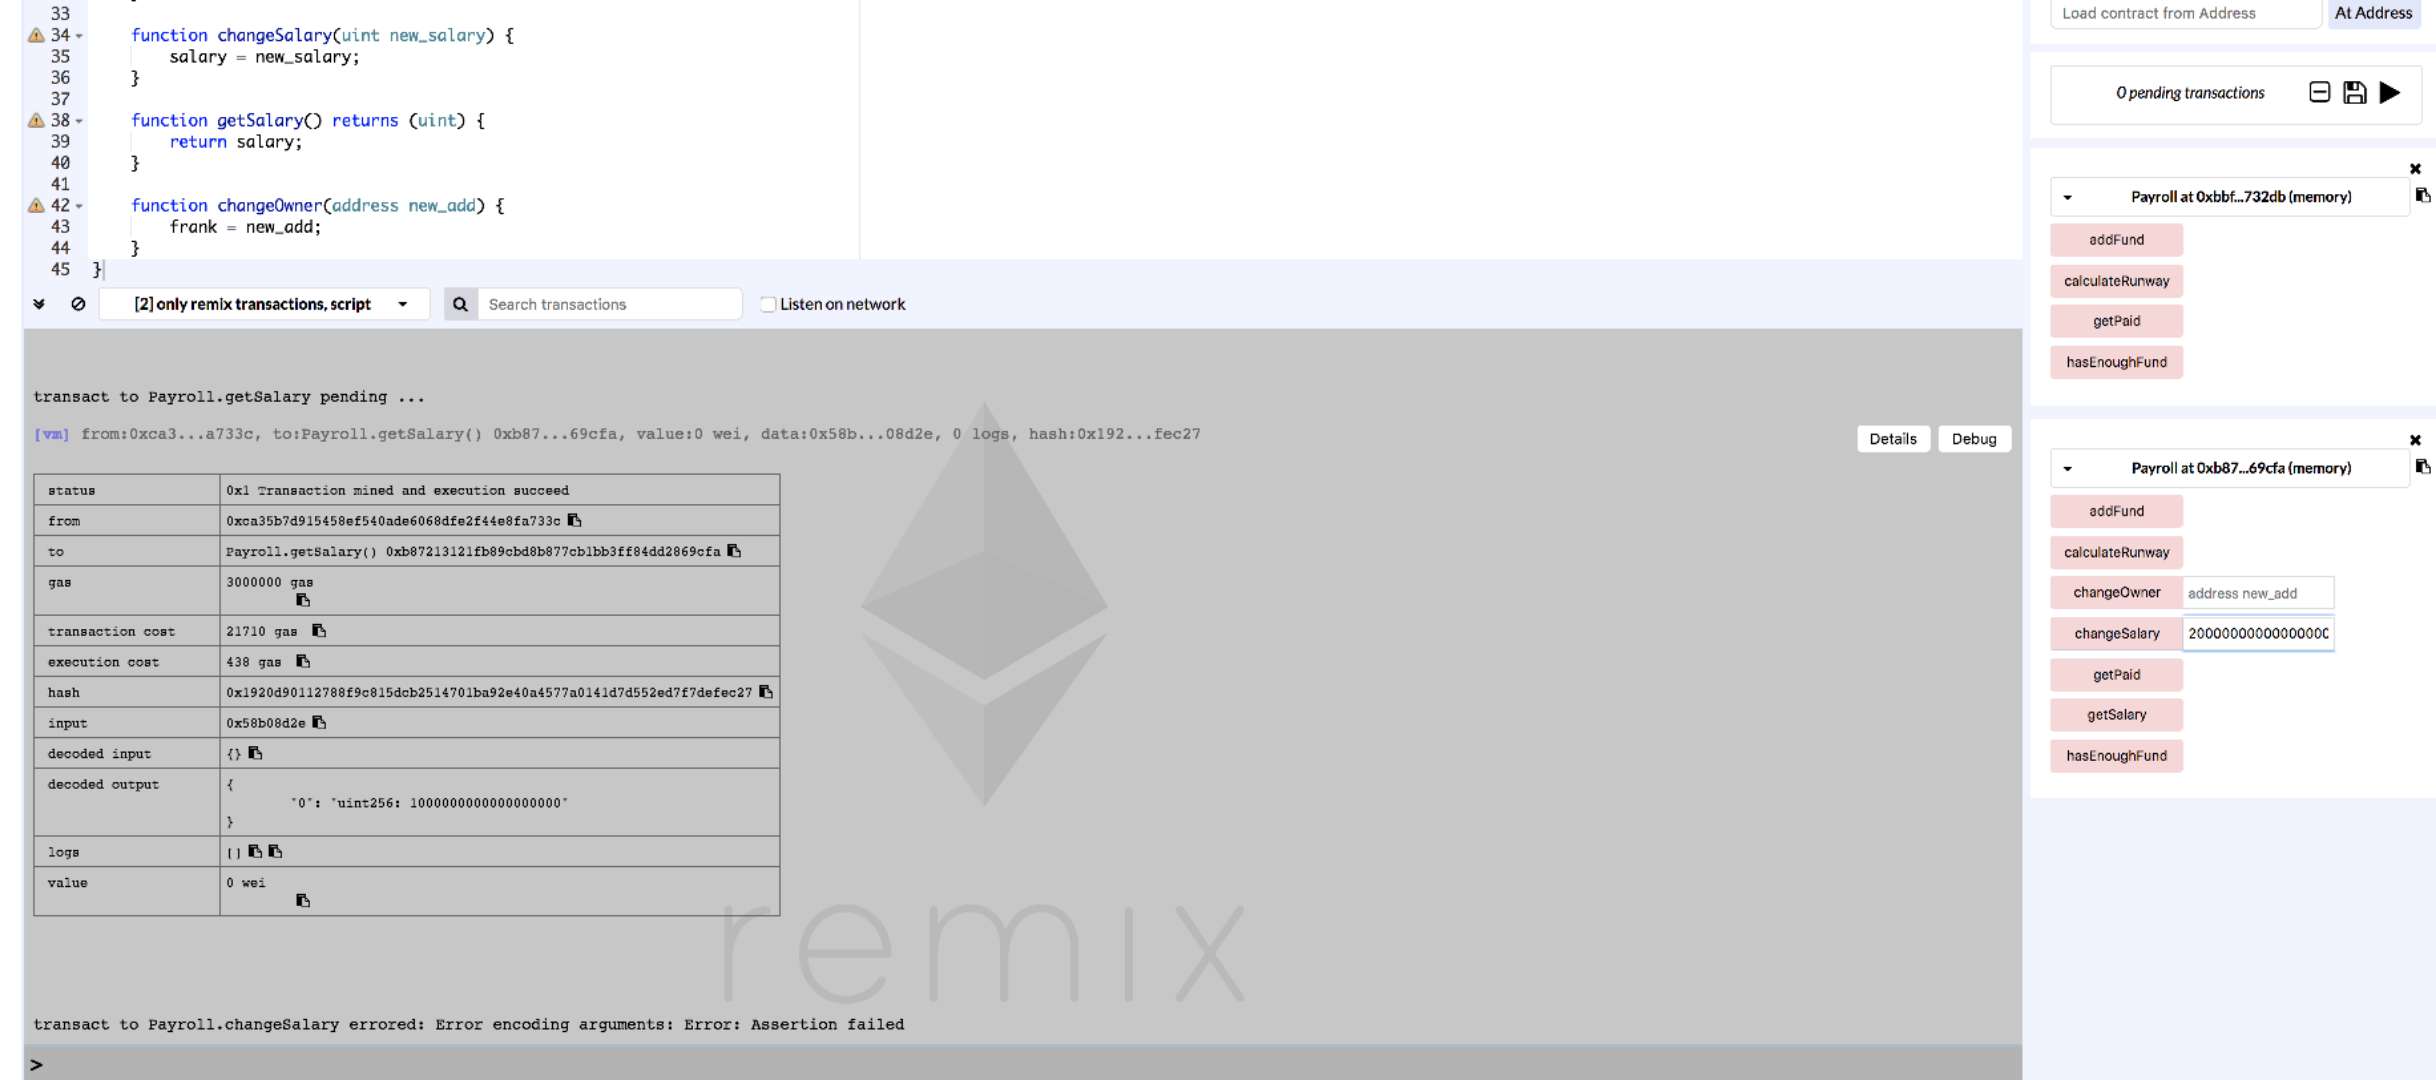 33
34 function changeSalary(uint new_salary) {
35 salary = new_salary;
36 }
37
38 function getSalary() returns (uint) {
39 return salary;
40 }
41
42 function changeOwner(address new_add) {
43 frank = new_add;
44 }
45 }
[2] only remix transactions, script
Search transactions
Listen on network
transact to Payroll.getSalary pending ...
[vm] from:0xca3...a733c, to:Payroll.getSalary() 0xb87...69cfa, value:0 wei, data:0x58b...08d2e, 0 logs, hash:0x192...fec27
Details
Debug
status 0x1 Transaction mined and execution succeed
from 0xca35b7d915458ef540ade6068dfe2f44e8fa733c
to Payroll.getSalary() 0xb87213121fb89cbd8b877cb1bb3ff84dd2869cfa
gas 3000000 gas
transaction cost 21710 gas
execution cost 438 gas
hash 0x1920d90112788f9c815dcb2514701ba92e40a4577a0141d7d552ed7f7defec27
input 0x58b08d2e
decoded input {}
decoded output {
"0": "uint256: 1000000000000000000"
}
logs []
value 0 wei
remix
transact to Payroll.changeSalary errored: Error encoding arguments: Error: Assertion failed
>
Load contract from Address
At Address
0 pending transactions
Payroll at 0xbbf...732db (memory)
addFund
calculateRunway
getPaid
hasEnoughFund
Payroll at 0xb87...69cfa (memory)
addFund
calculateRunway
changeOwner address new_add
changeSalary
getPaid
getSalary
hasEnoughFund